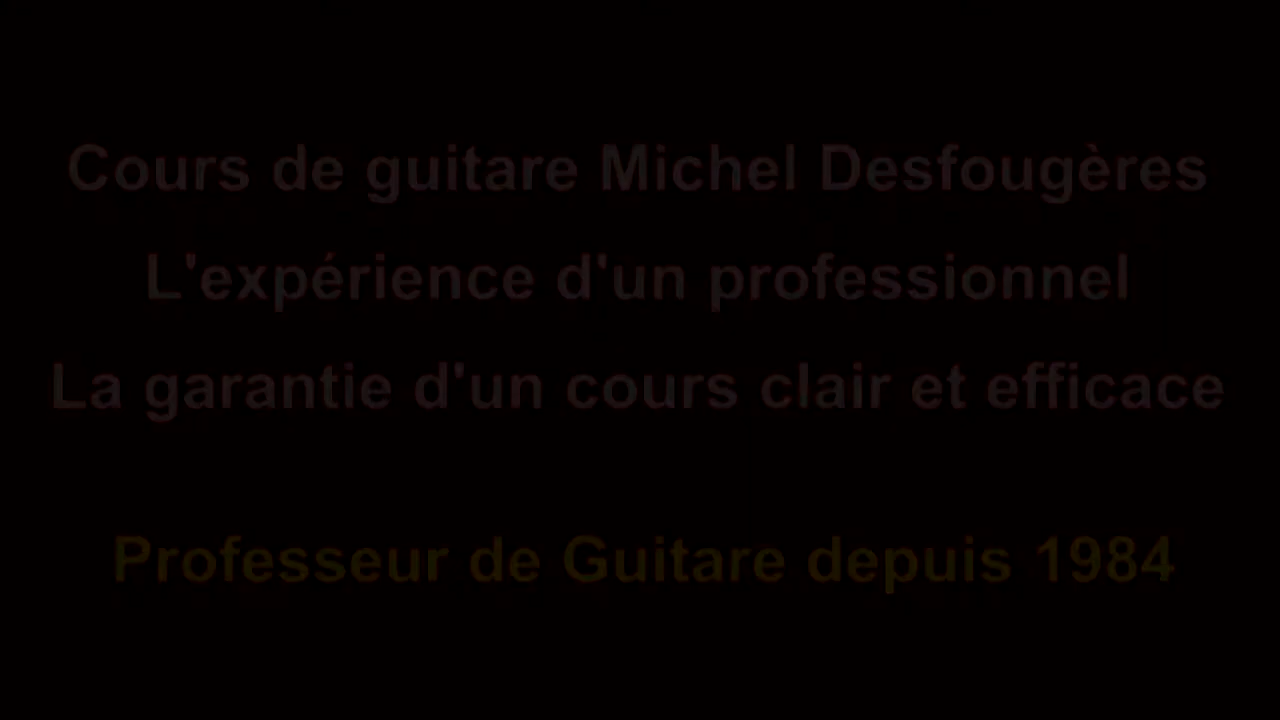 Cours de guitare Michel Desfougères
L'expérience d'un professionnel
La garantie d'un cours clair et efficace
Professeur de Guitare depuis 1984